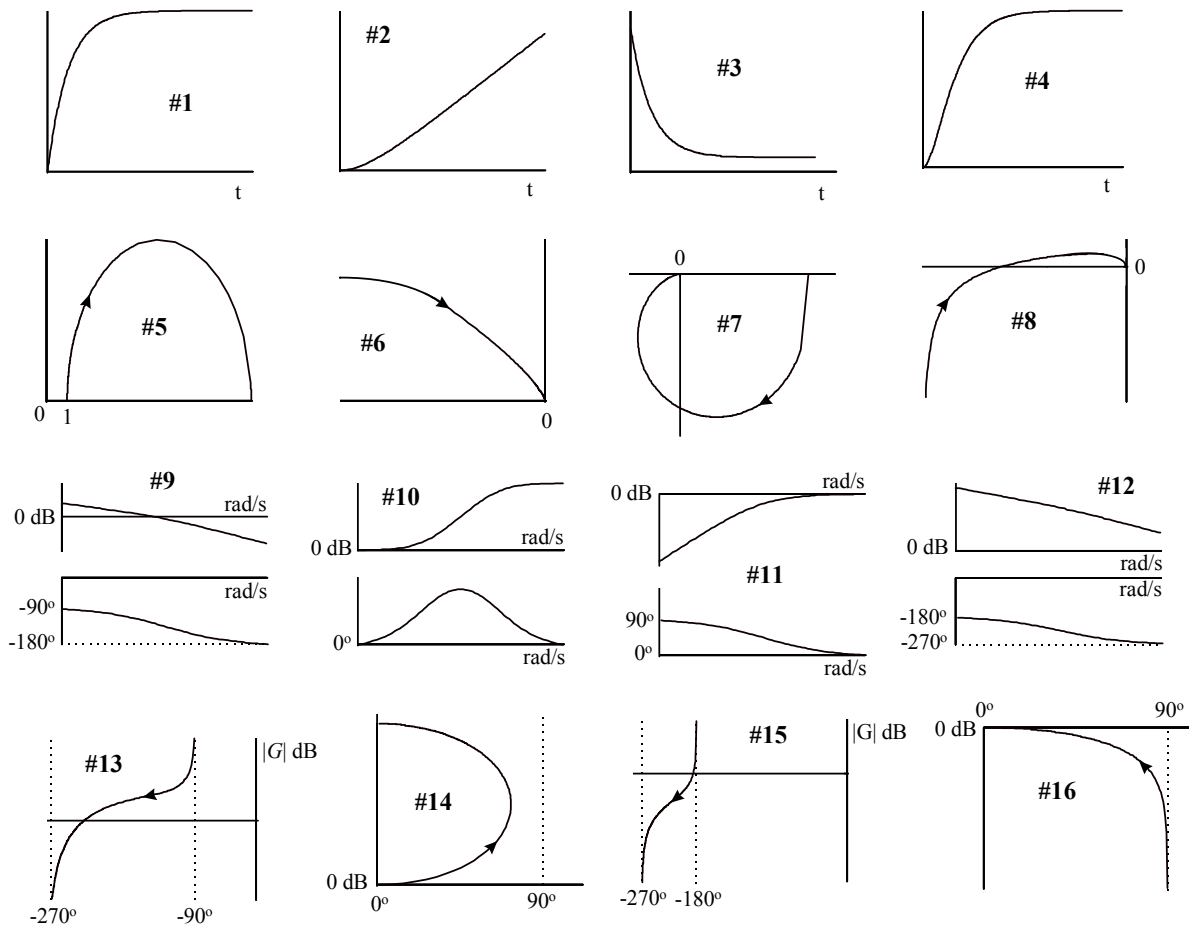 #1
t
#2
#3
t
#4
t
#5
0
1
#6
0
0
#7
0
#8
#9
rad/s
0 dB
rad/s
-90º
-180º
#10
0 dB
rad/s
0º
rad/s
rad/s
0 dB
#11
90º
0º
rad/s
#12
0 dB
rad/s
rad/s
-180º
-270º
#13
|G| dB
-270º
-90º
#14
0 dB
0º
90º
#15
|G| dB
-270º
-180º
0º
90º
0 dB
#16